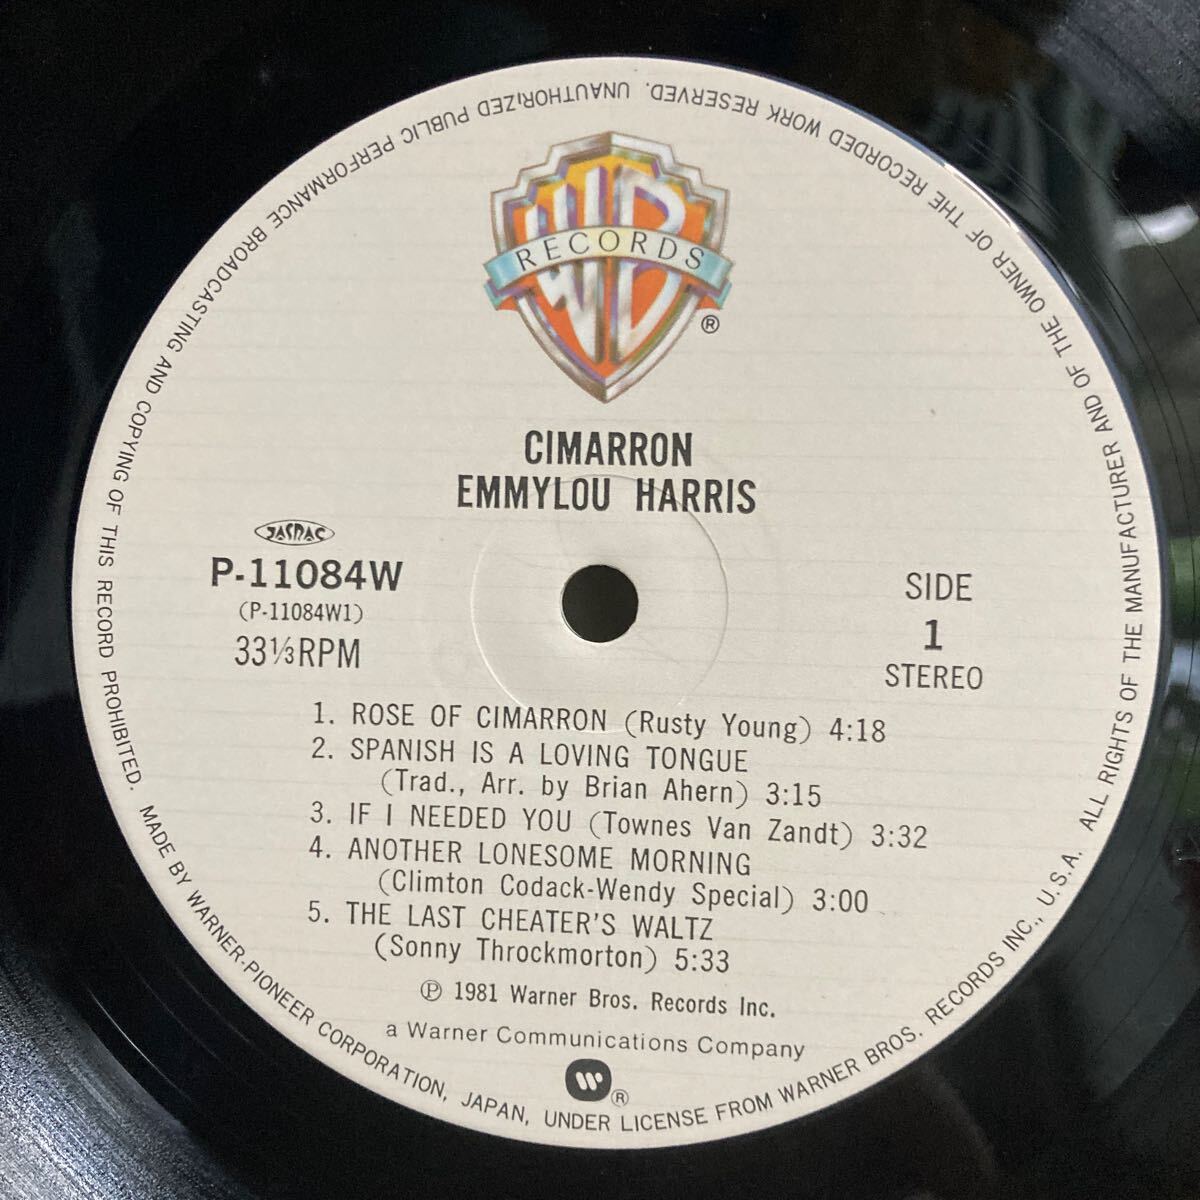 WB
RECORDS
®
CIMARRON
EMMYLOU HARRIS
JASRAC
P-11084W
(P-11084W1)
33⅓RPM
SIDE
1
STEREO
1. ROSE OF CIMARRON (Rusty Young) 4:18
2. SPANISH IS A LOVING TONGUE
(Trad., Arr. by Brian Ahern) 3:15
3. IF I NEEDED YOU (Townes Van Zandt) 3:32
4. ANOTHER LONESOME MORNING
(Climton Codack-Wendy Special) 3:00
5. THE LAST CHEATER'S WALTZ
(Sonny Throckmorton) 5:33
Ⓟ 1981 Warner Bros. Records Inc.
a Warner Communications Company
W®
MADE BY WARNER-PIONEER CORPORATION, JAPAN, UNDER LICENSE FROM WARNER BROS. RECORDS INC., U.S.A. ALL RIGHTS OF THE MANUFACTURER AND OF THE OWNER OF THE RECORDED WORK RESERVED. UNAUTHORIZED PUBLIC PERFORMANCE BROADCASTING AND COPYING OF THIS RECORD PROHIBITED.